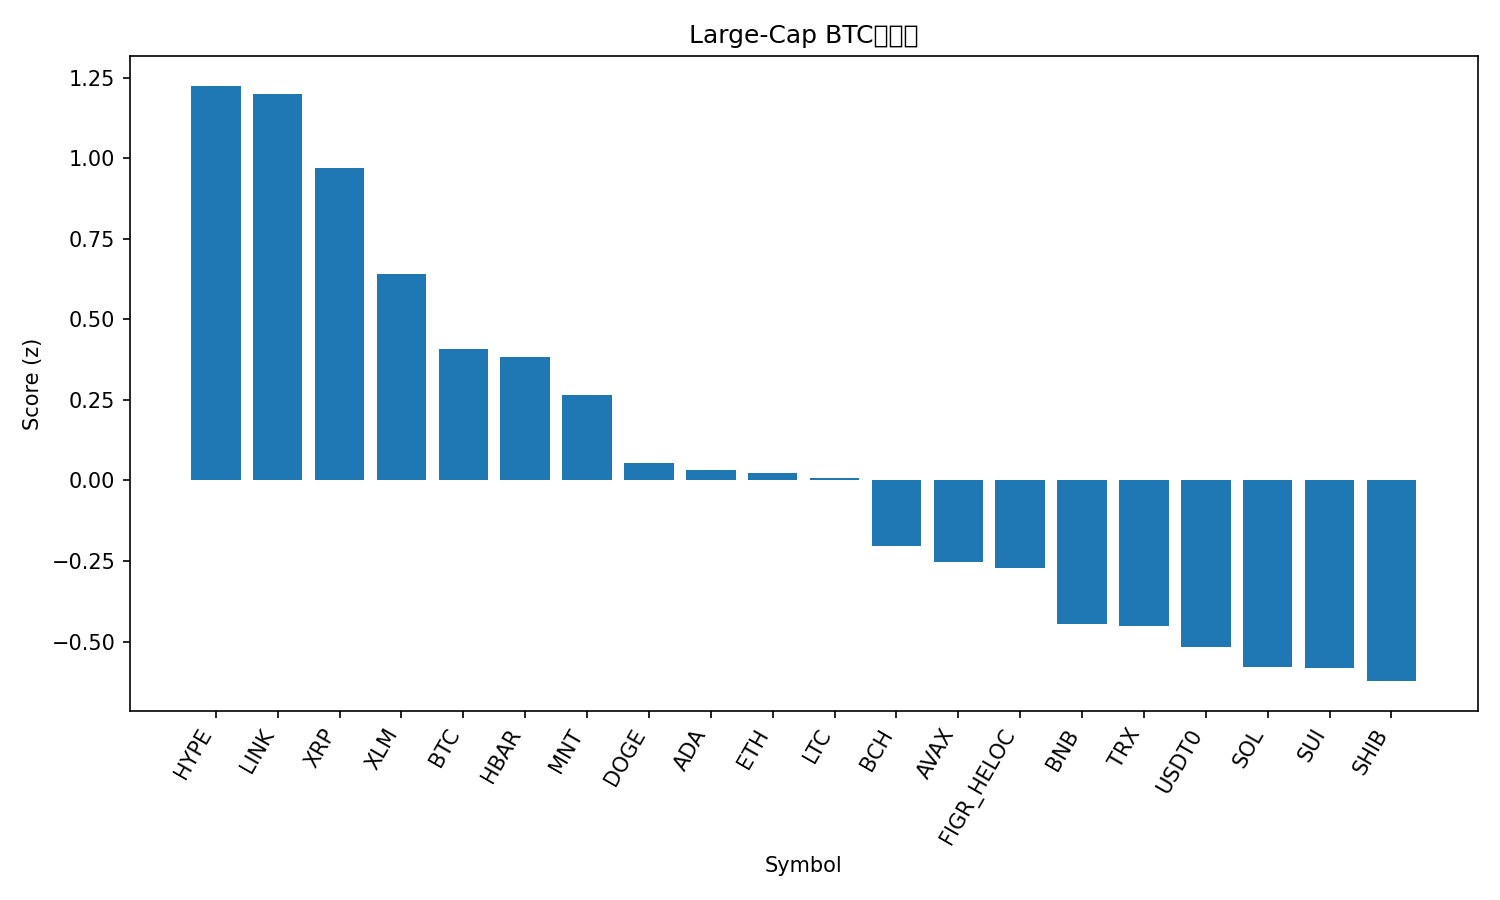 Large-Cap BTC
1.25
1.00
0.75
0.50
0.25
0.00
−0.25
−0.50
Score (z)
HYPE
LINK
XRP
XLM
BTC
HBAR
MNT
DOGE
ADA
ETH
LTC
BCH
AVAX
FIGR_HELOC
BNB
TRX
USDT0
SOL
SUI
SHIB
Symbol